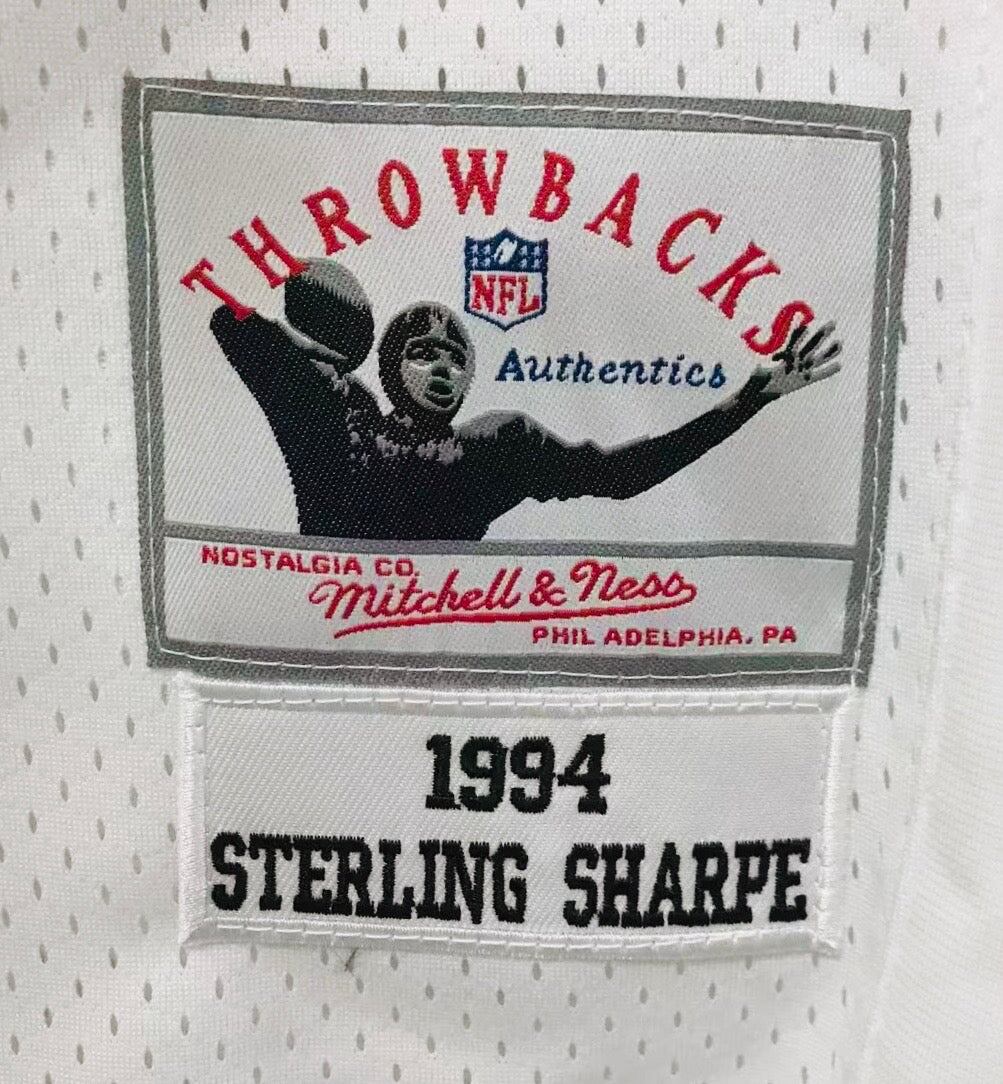 THROWBACKS
NFL
Authentics
NOSTALGIA CO.
Mitchell & Ness
PHILADELPHIA, PA
1994
STERLING SHARPE